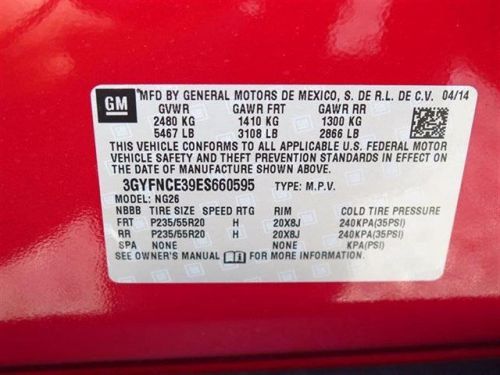 GM
MFD BY GENERAL MOTORS DE MEXICO, S. DE R.L. DE C.V. 04/14
GVWR GAWR FRT GAWR RR
2480 KG 1410 KG 1300 KG
5467 LB 3108 LB 2866 LB
THIS VEHICLE CONFORMS TO ALL APPLICABLE U.S. FEDERAL MOTOR
VEHICLE SAFETY AND THEFT PREVENTION STANDARDS IN EFFECT ON
THE DATE OF MANUFACTURE SHOWN ABOVE.
3GYFNCE39ES660595 TYPE: M.P.V.
MODEL: NG26
NBBB TIRE SIZE SPEED RTG RIM COLD TIRE PRESSURE
FRT P235/55R20 H 20X8J 240KPA(35PSI)
RR P235/55R20 H 20X8J 240KPA(35PSI)
SPA NONE NONE KPA(PSI)
SEE OWNER'S MANUAL FOR MORE INFORMATION.